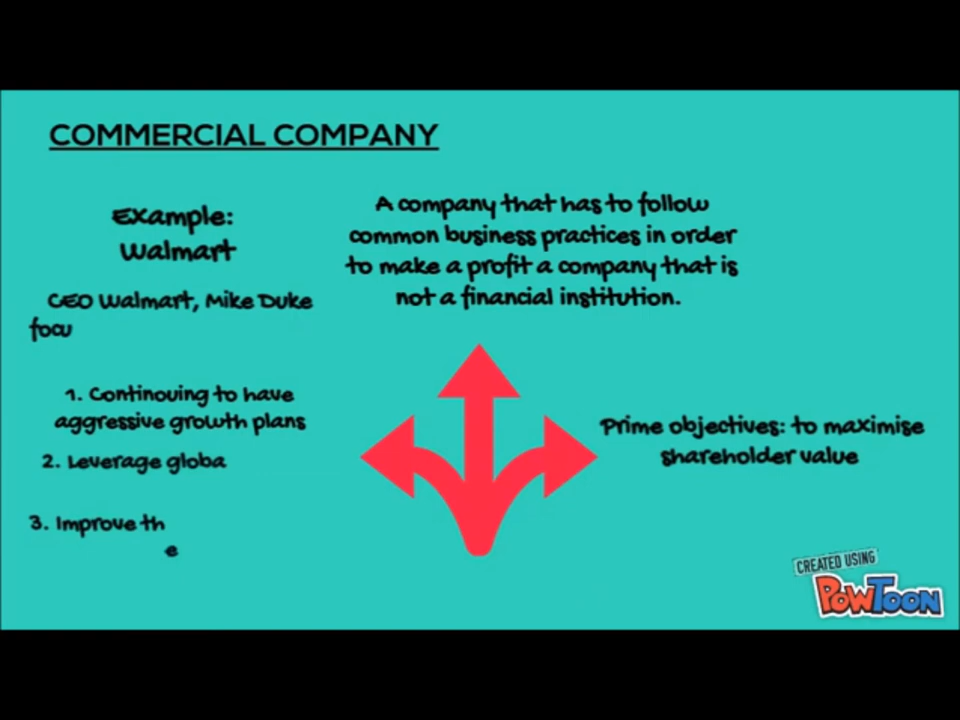 COMMERCIAL COMPANY
Example:
Walmart
CEO Walmart, Mike Duke
focu
1. Continouing to have
aggressive growth plans
2. Leverage globa
3. Improve th
e
A company that has to follow
common business practices in order
to make a profit a company that is
not a financial institution.
Prime objectives: to maximise
shareholder value
CREATED USING
POWTOON